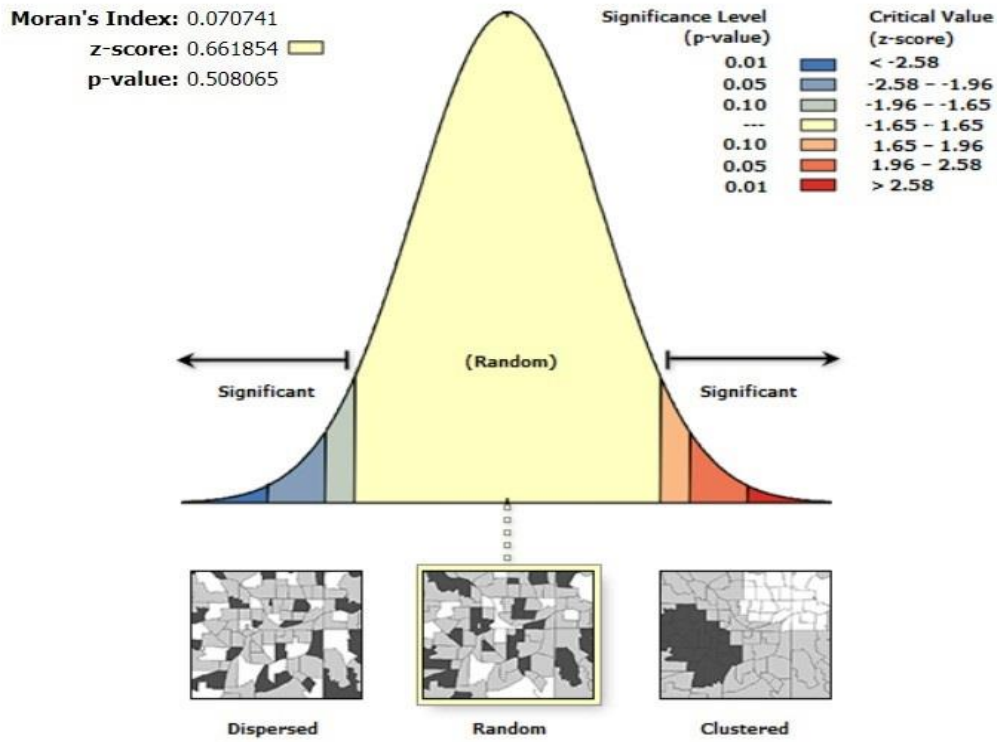 Moran's Index: 0.070741
z-score: 0.661854
p-value: 0.508065
Significance Level
(p-value)
0.01
0.05
0.10
---
0.10
0.05
0.01
Critical Value
(z-score)
< -2.58
-2.58 – -1.96
-1.96 – -1.65
-1.65 – 1.65
1.65 – 1.96
1.96 – 2.58
> 2.58
Significant
(Random)
Significant
Dispersed
Random
Clustered